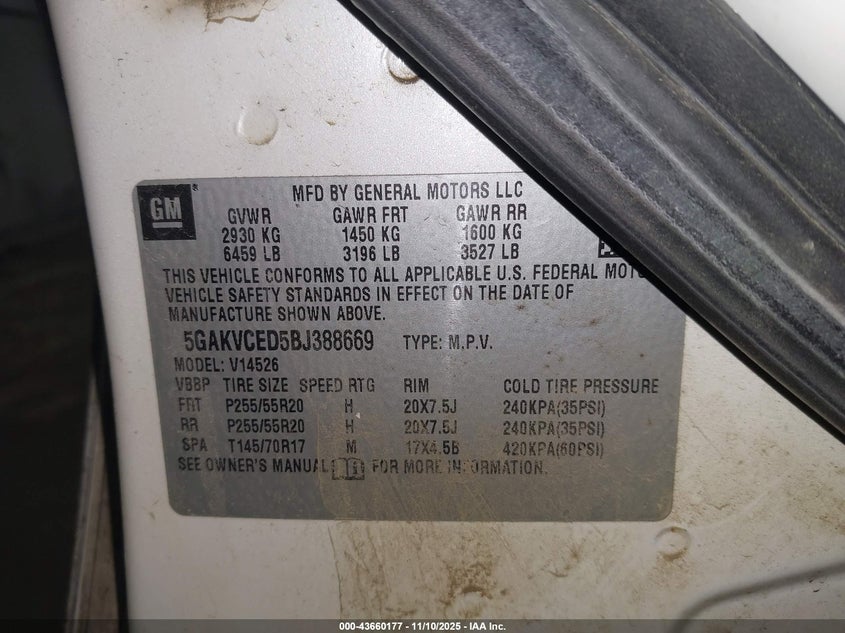 GM
MFD BY GENERAL MOTORS LLC
GVWR GAWR FRT GAWR RR
2930 KG 1450 KG 1600 KG
6459 LB 3196 LB 3527 LB
THIS VEHICLE CONFORMS TO ALL APPLICABLE U.S. FEDERAL MOTO
VEHICLE SAFETY STANDARDS IN EFFECT ON THE DATE OF
MANUFACTURE SHOWN ABOVE.
5GAKVCED5BJ388669 TYPE: M.P.V.
MODEL: V14526
VBBP TIRE SIZE SPEED RTG RIM COLD TIRE PRESSURE
FRT P255/55R20 H 20X7.5J 240KPA(35PSI)
RR P255/55R20 H 20X7.5J 240KPA(35PSI)
SPA T145/70R17 M 17X4.5B 420KPA(60PSI)
SEE OWNER'S MANUAL FOR MORE INFORMATION.
000-43660177 - 11/10/2025 - IAA Inc.